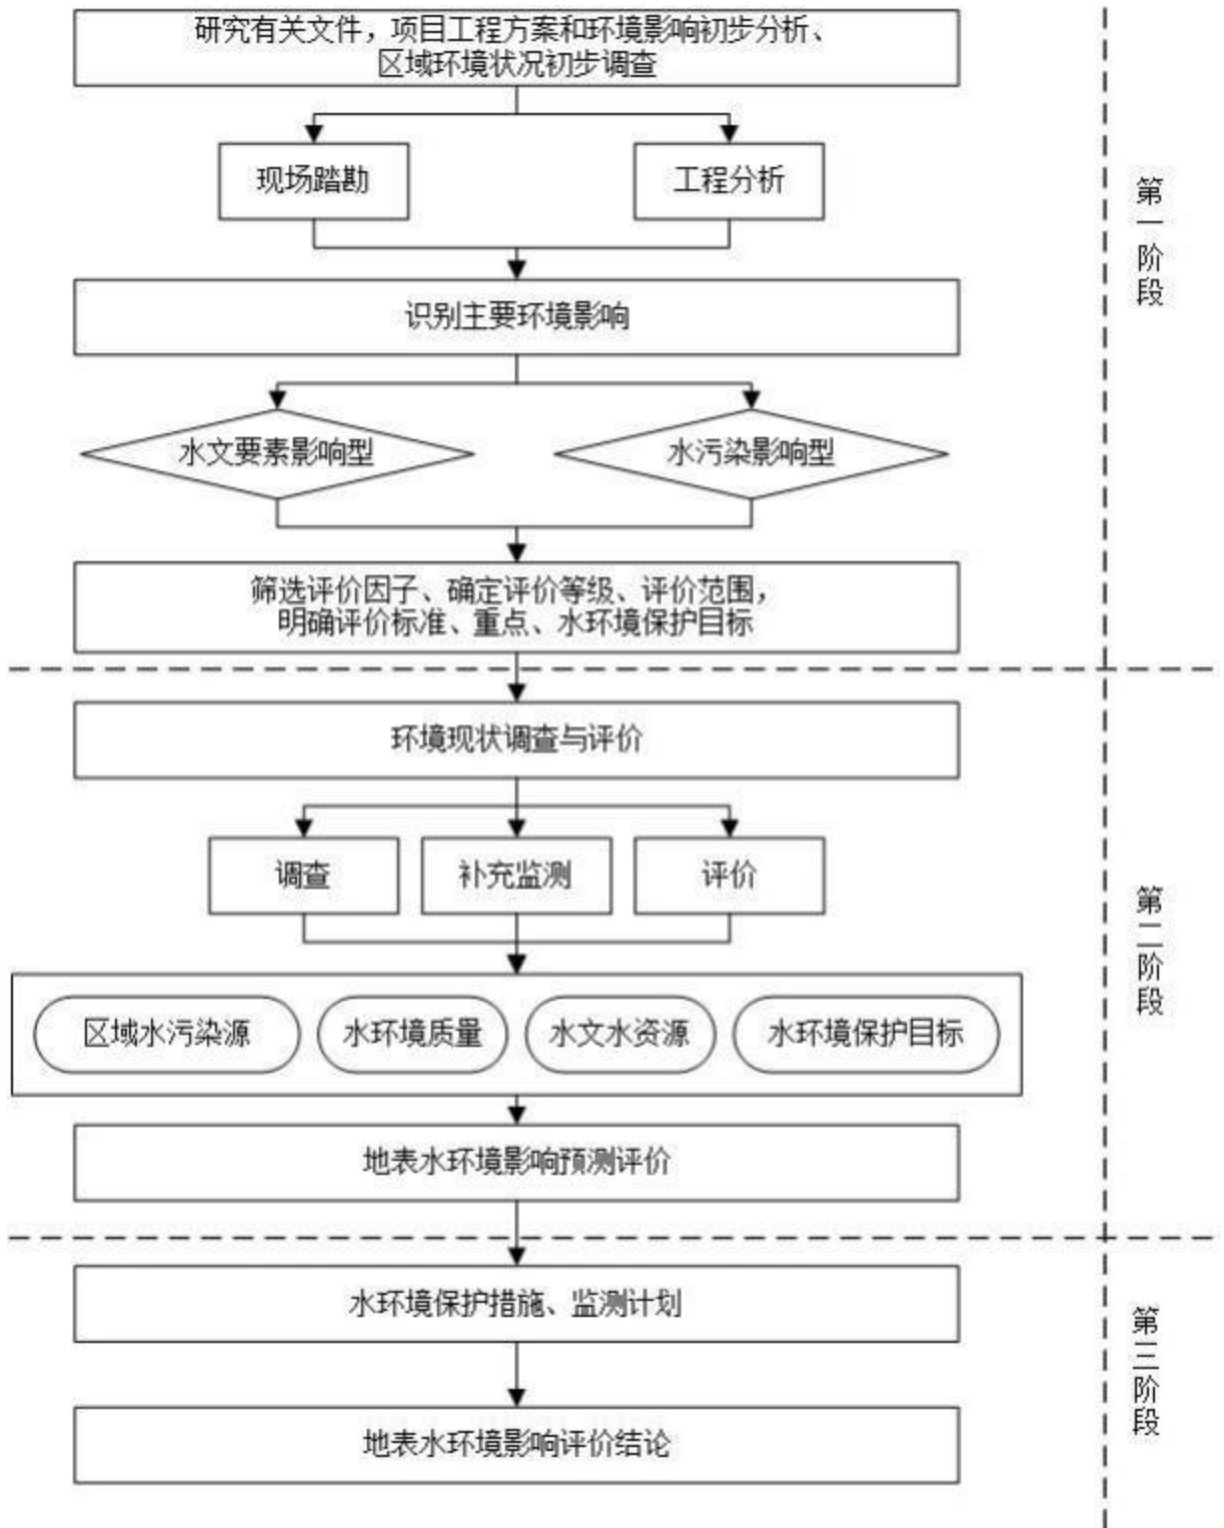 研究有关文件，项目工程方案和环境影响初步分析、
区域环境状况初步调查
现场踏勘
工程分析
识别主要环境影响
水文要素影响型
水污染影响型
筛选评价因子、确定评价等级、评价范围，
明确评价标准、重点、水环境保护目标
第一阶段
环境现状调查与评价
调查
补充监测
评价
区域水污染源
水环境质量
水文水资源
水环境保护目标
地表水环境影响预测评价
第二阶段
水环境保护措施、监测计划
地表水环境影响评价结论
第三阶段